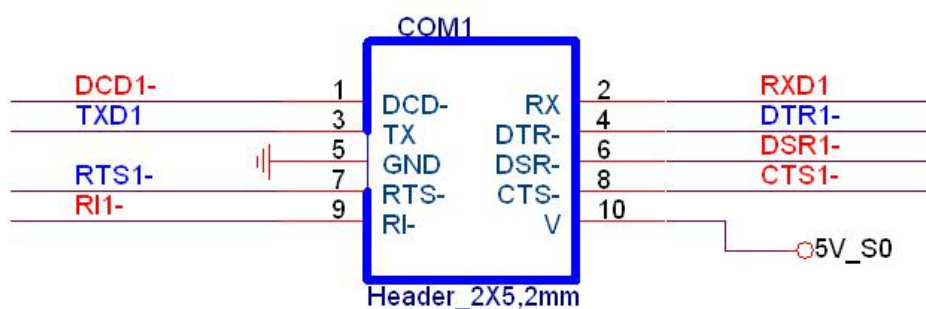 COM1
DCD1- 1 DCD- RX 2 RXD1
TXD1 3 TX DTR- 4 DTR1-
5 GND DSR- 6 DSR1-
RTS1- 7 RTS- CTS- 8 CTS1-
RI1- 9 RI- V 10
5V_S0
Header_2X5,2mm